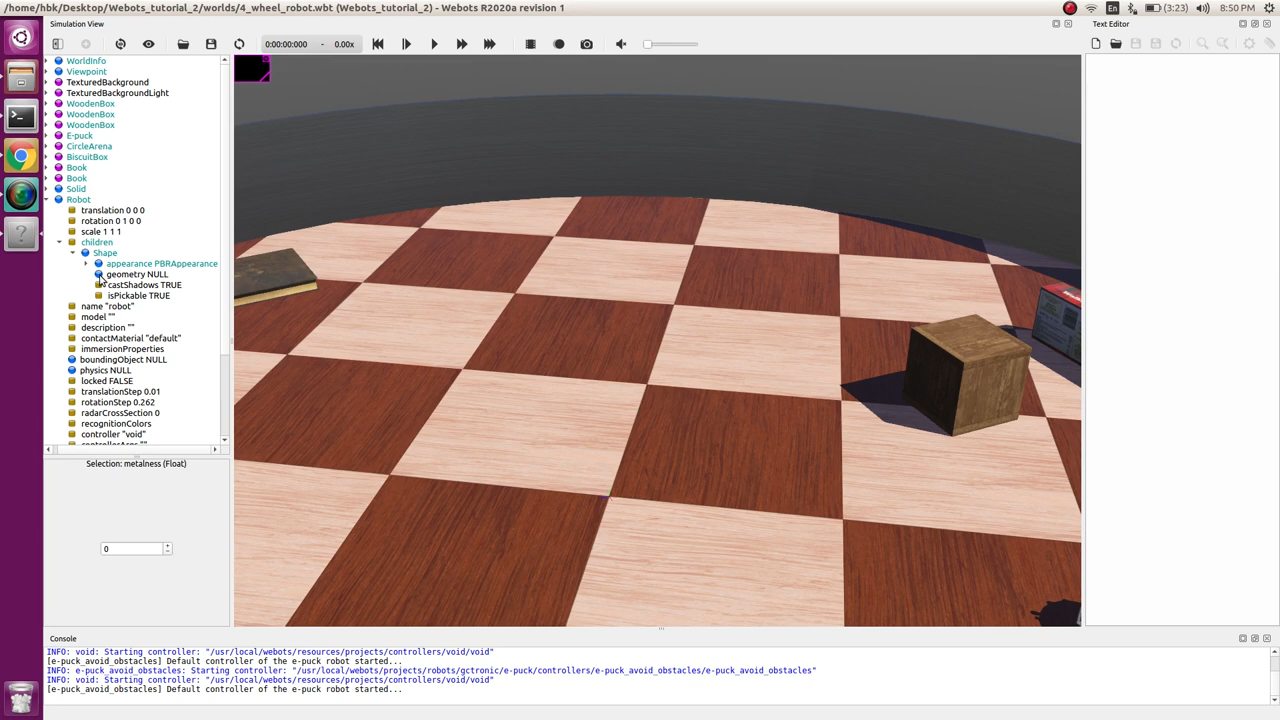 /home/hbk/Desktop/Webots_tutorial_2/worlds/4_wheel_robot.wbt (Webots_tutorial_2) - Webots R2020a revision 1
En
(3:23)
8:50 PM
Simulation View
Text Editor
0:00:00:000 - 0.00x
WorldInfo
Viewpoint
TexturedBackground
TexturedBackgroundLight
WoodenBox
WoodenBox
WoodenBox
E-puck
CircleArena
BiscuitBox
Book
Book
Solid
Robot
translation 0 0 0
rotation 0 1 0 0
scale 1 1 1
children
Shape
appearance PBRAppearance
geometry NULL
castShadows TRUE
isPickable TRUE
name "robot"
model ""
description ""
contactMaterial "default"
immersionProperties
boundingObject NULL
physics NULL
locked FALSE
translationStep 0.01
rotationStep 0.262
radarCrossSection 0
recognitionColors
controller "void"
controllerArgs ""
Selection: metalness (Float)
0
Console
INFO: void: Starting controller: "/usr/local/webots/resources/projects/controllers/void/void"
[e-puck_avoid_obstacles] Default controller of the e-puck robot started...
INFO: e-puck_avoid_obstacles: Starting controller: "/usr/local/webots/projects/robots/gctronic/e-puck/controllers/e-puck_avoid_obstacles/e-puck_avoid_obstacles"
INFO: void: Starting controller: "/usr/local/webots/resources/projects/controllers/void/void"
[e-puck_avoid_obstacles] Default controller of the e-puck robot started...